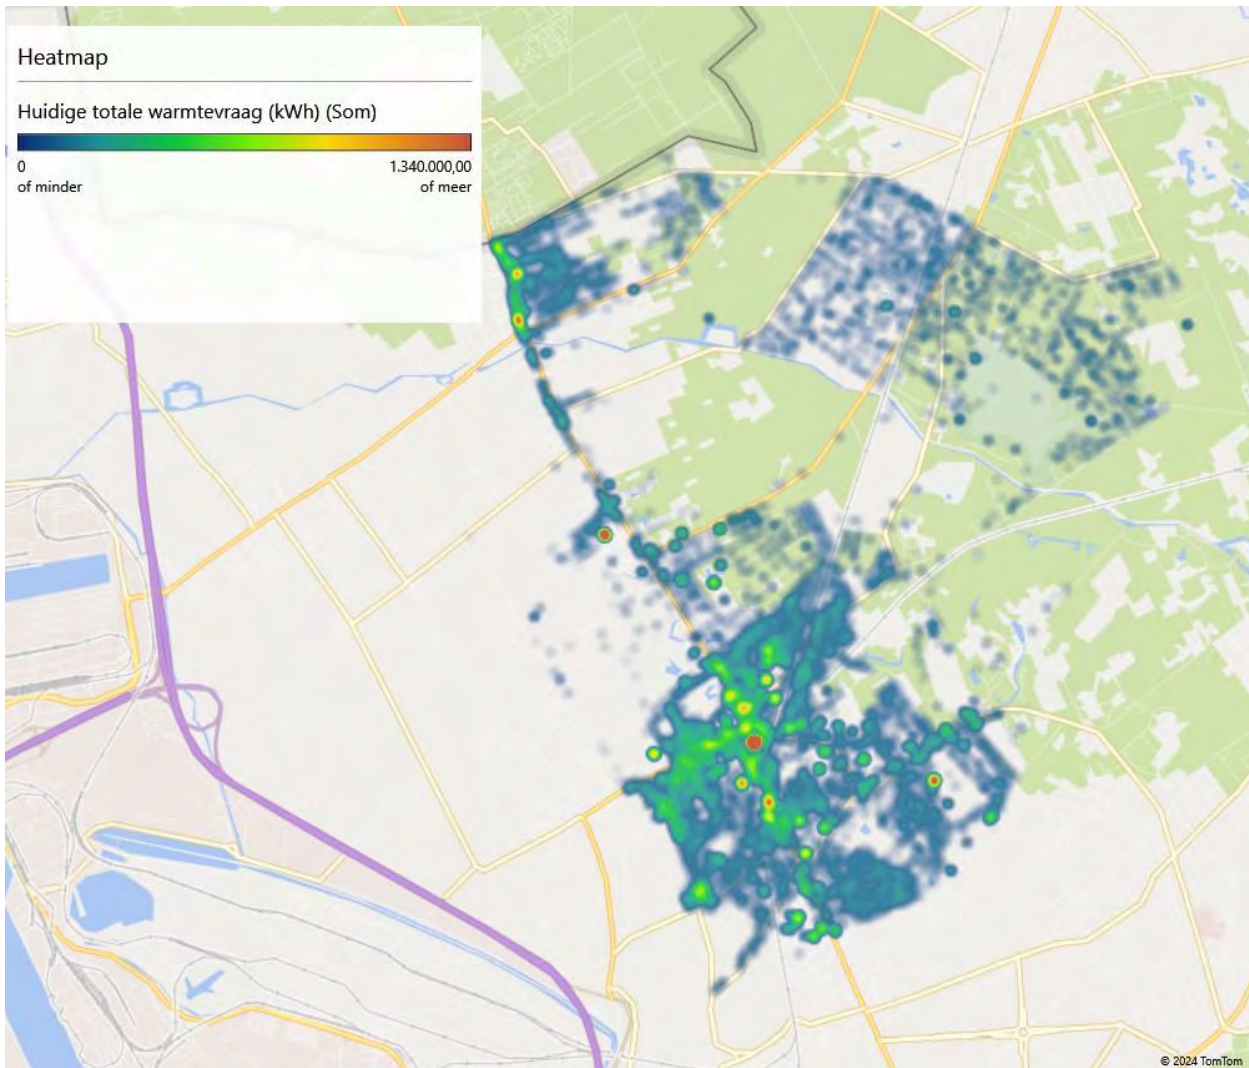 Heatmap
Huidige totale warmtevraag (kWh) (Som)
0
1.340.000,00
of minder
of meer
© 2024 TomTom